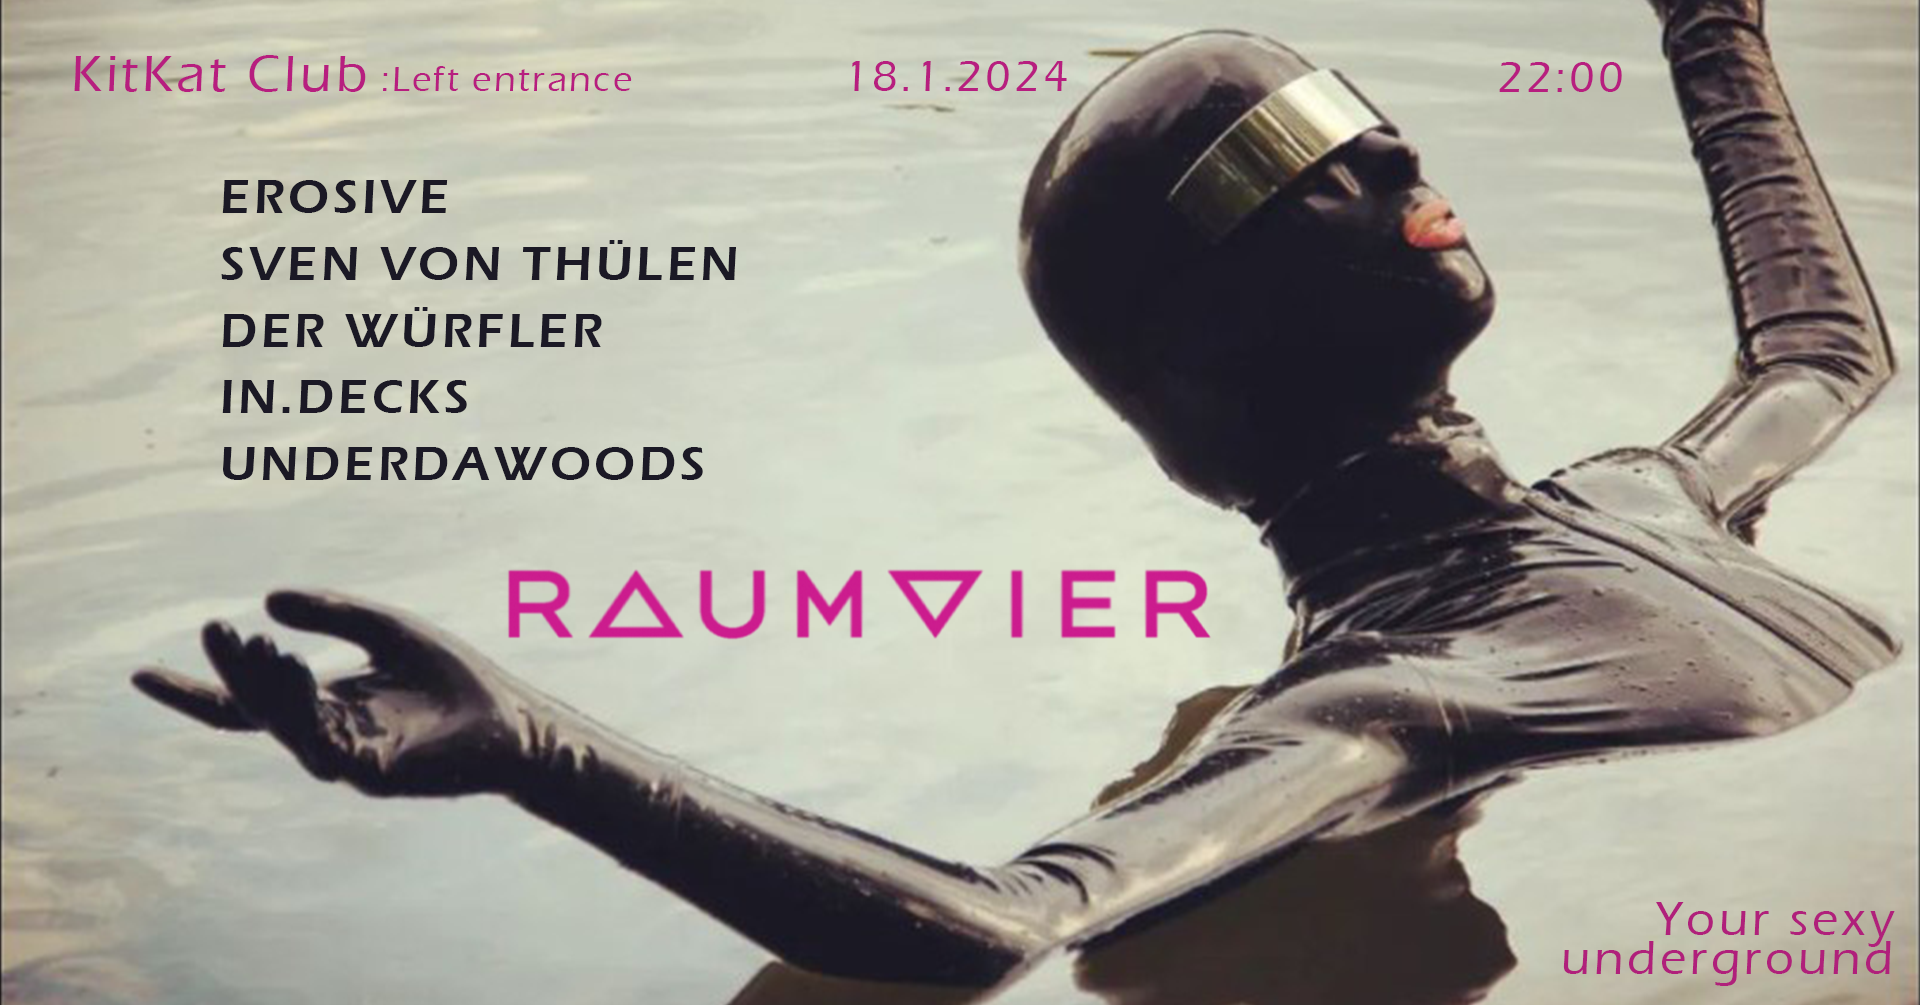 KitKat Club :Left entrance 18.1.2024 22:00
EROSIVE
SVEN VON THÜLEN
DER WÜRFLER
IN.DECKS
UNDERDAWOODS
RAUMVIER
Your sexy
underground